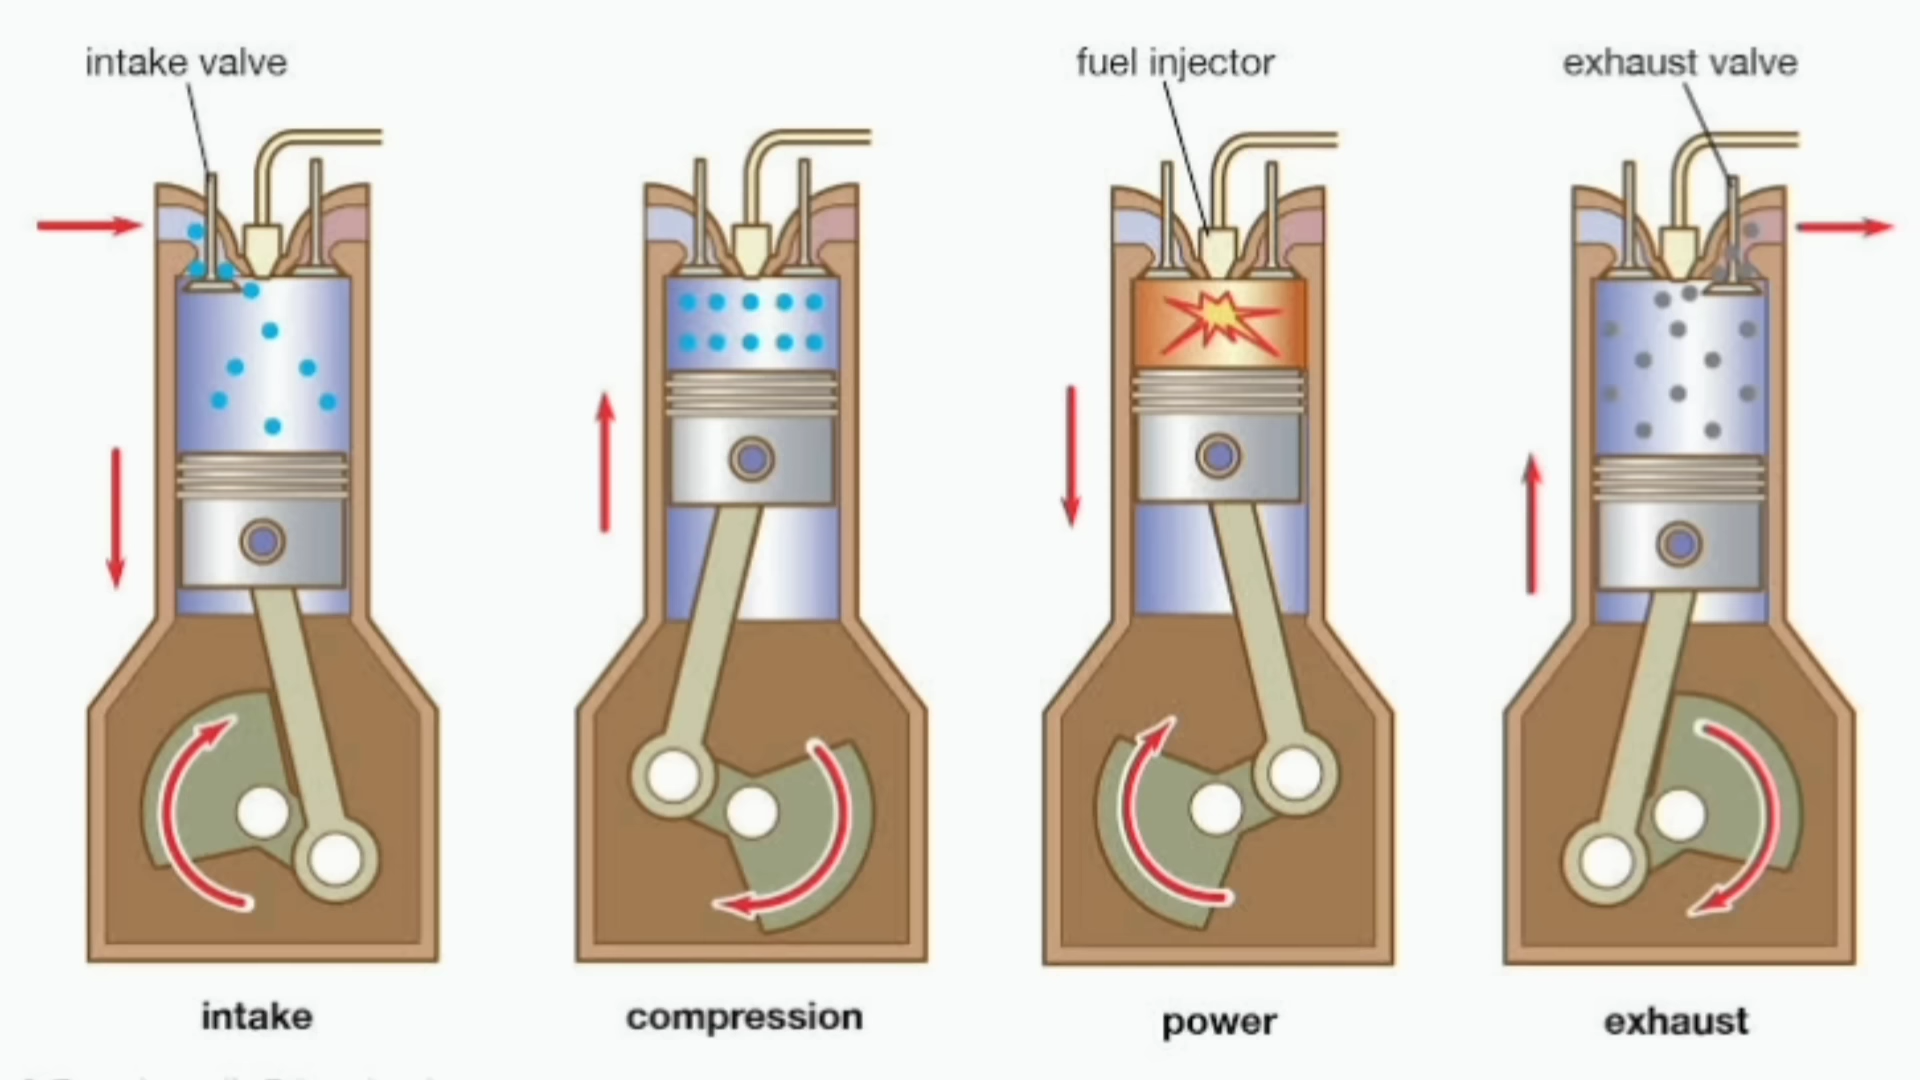 intake valve
fuel injector
exhaust valve
intake
compression
power
exhaust